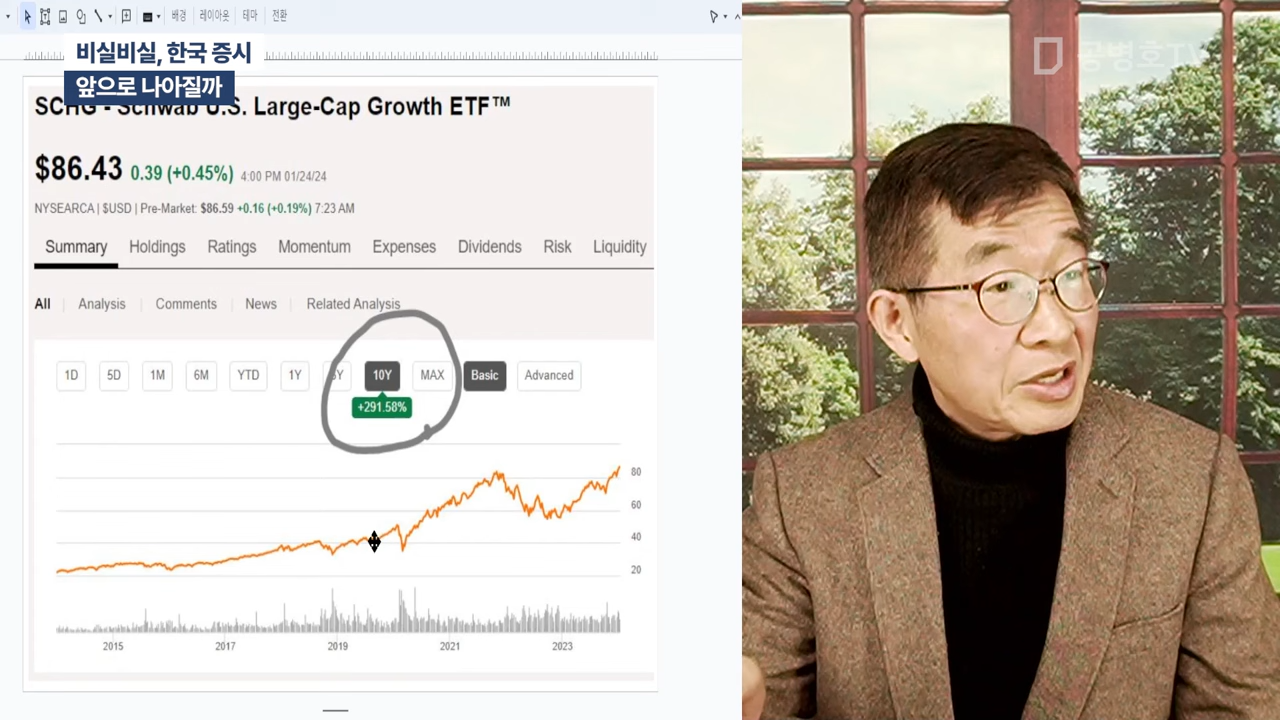 배경 레이아웃 테마 전환
비실비실, 한국 증시
앞으로 나아질까
공병호TV
SCHG - Schwab U.S. Large-Cap Growth ETF™
$86.43 0.39 (+0.45%) 4:00 PM 01/24/24
NYSEARCA | $USD | Pre-Market: $86.59 +0.16 (+0.19%) 7:23 AM
Summary Holdings Ratings Momentum Expenses Dividends Risk Liquidity
All Analysis Comments News Related Analysis
1D 5D 1M 6M YTD 1Y 5Y 10Y MAX Basic Advanced
+291.58%
80
60
40
20
2015 2017 2019 2021 2023